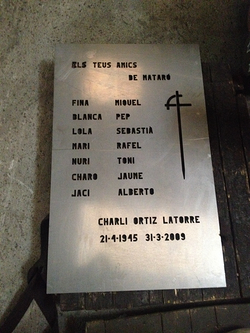 ELS TEUS AMICS
DE MATARÓ
FINA MIQUEL
BLANCA PEP
LOLA SEBASTIÀ
MARI RAFEL
NURI TONI
CHARO JAUME
JACI ALBERTO
CHARLI ORTIZ LATORRE
21-4-1945 31-3-2009